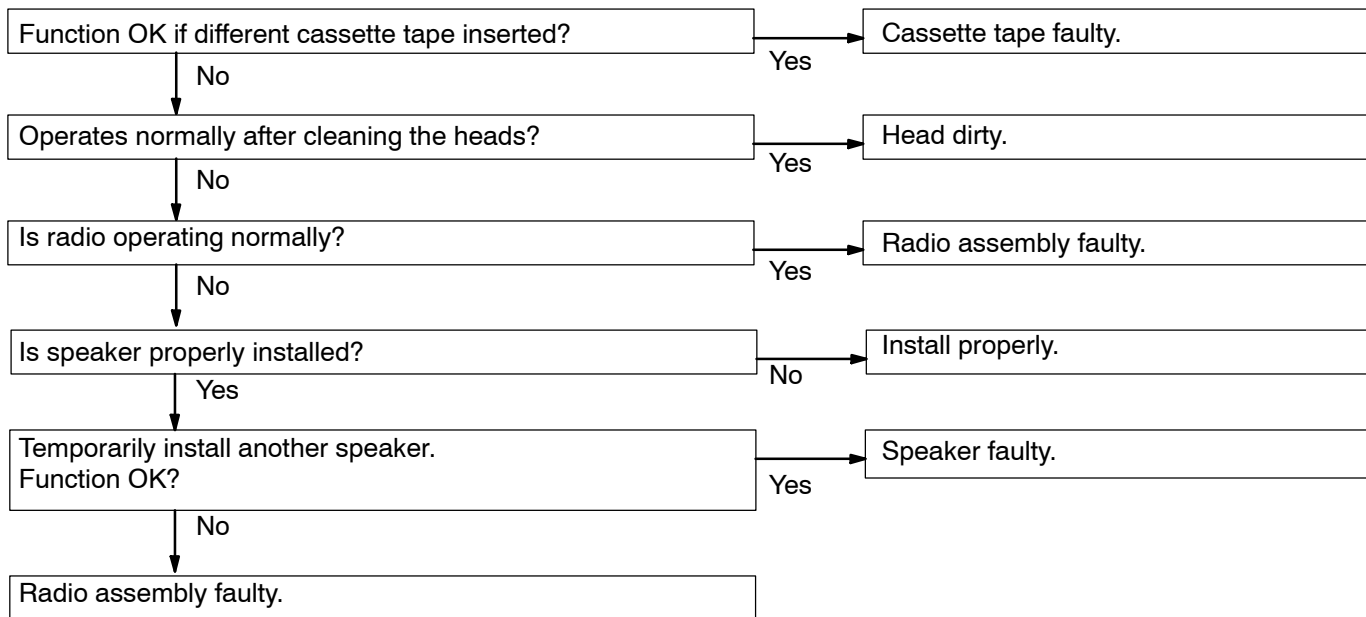 Function OK if different cassette tape inserted?
Yes
Cassette tape faulty.
No
Operates normally after cleaning the heads?
Yes
Head dirty.
No
Is radio operating normally?
Yes
Radio assembly faulty.
No
Is speaker properly installed?
No
Install properly.
Yes
Temporarily install another speaker.
Function OK?
Yes
Speaker faulty.
No
Radio assembly faulty.